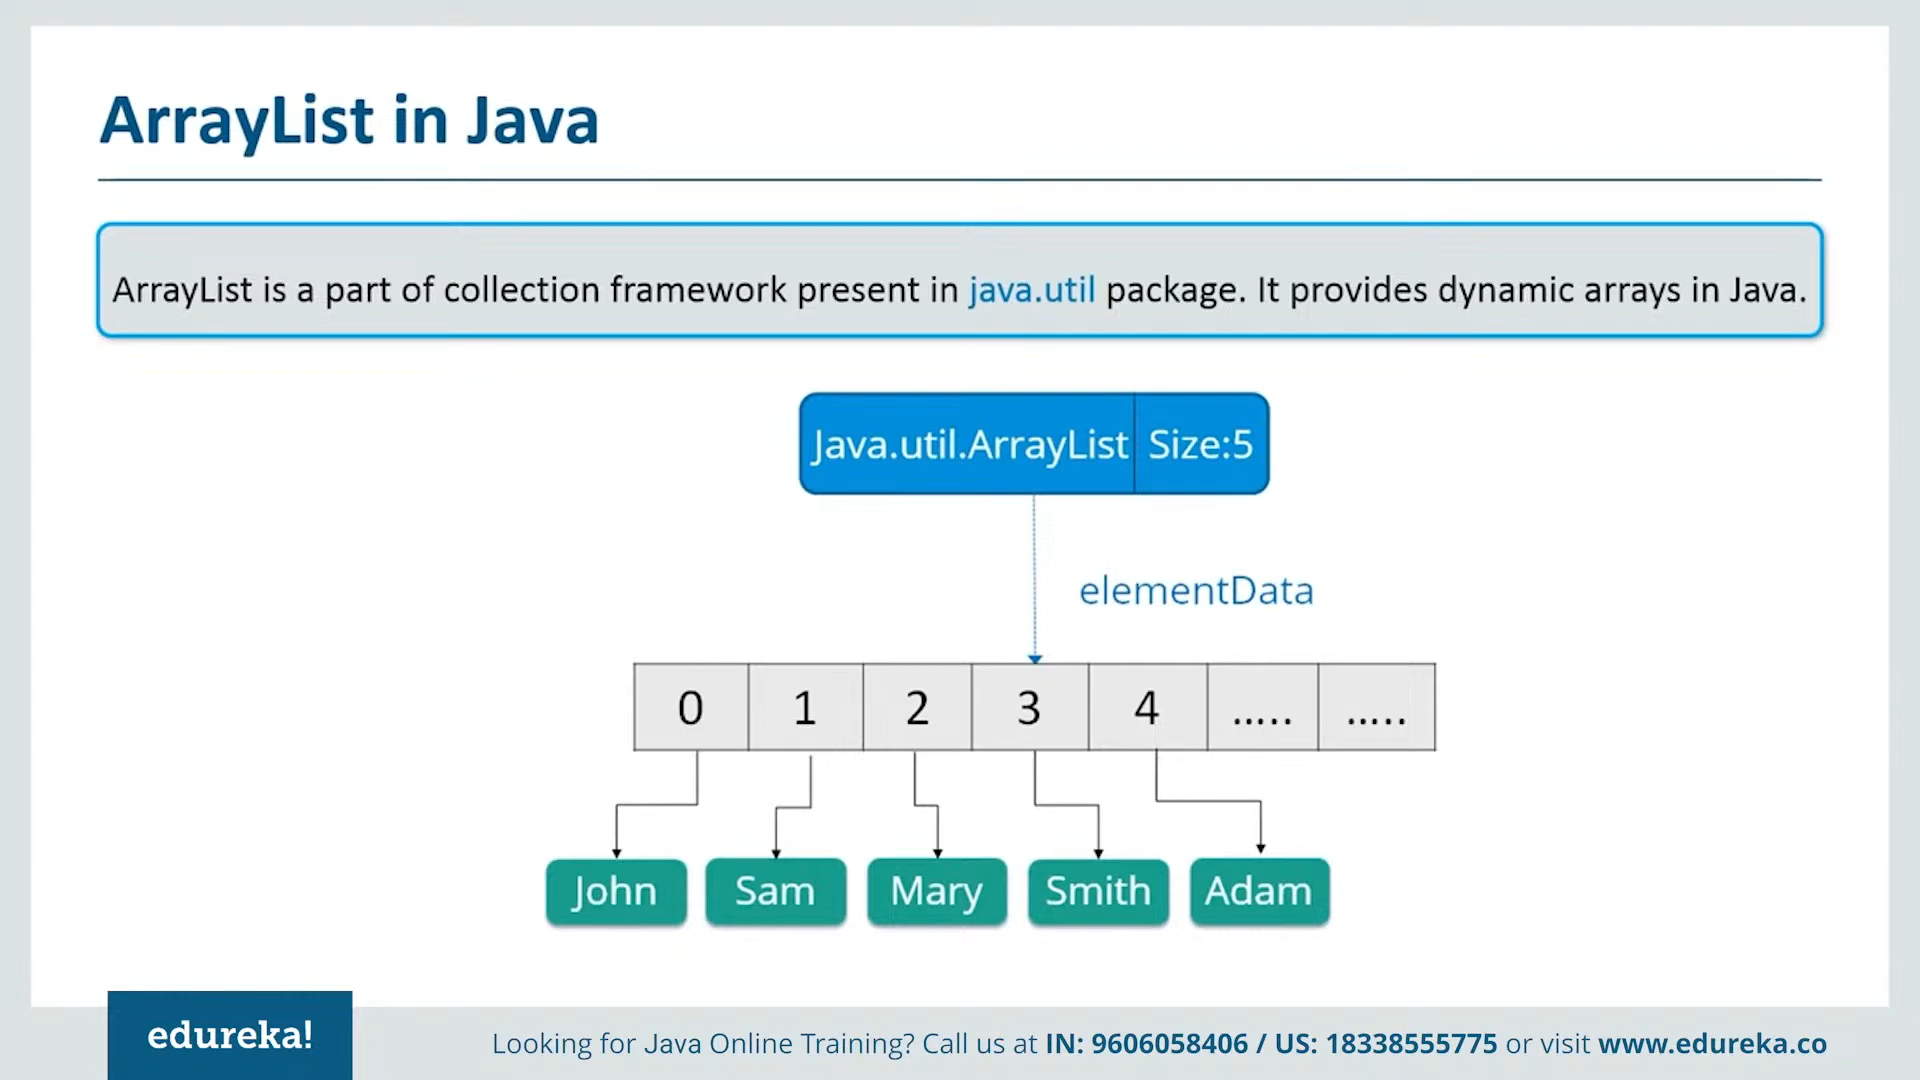 ArrayList in Java
ArrayList is a part of collection framework present in java.util package. It provides dynamic arrays in Java.
Java.util.ArrayList Size:5
elementData
0 1 2 3 4 ..... .....
John Sam Mary Smith Adam
edureka!
Looking for Java Online Training? Call us at IN: 9606058406 / US: 18338555775 or visit www.edureka.co